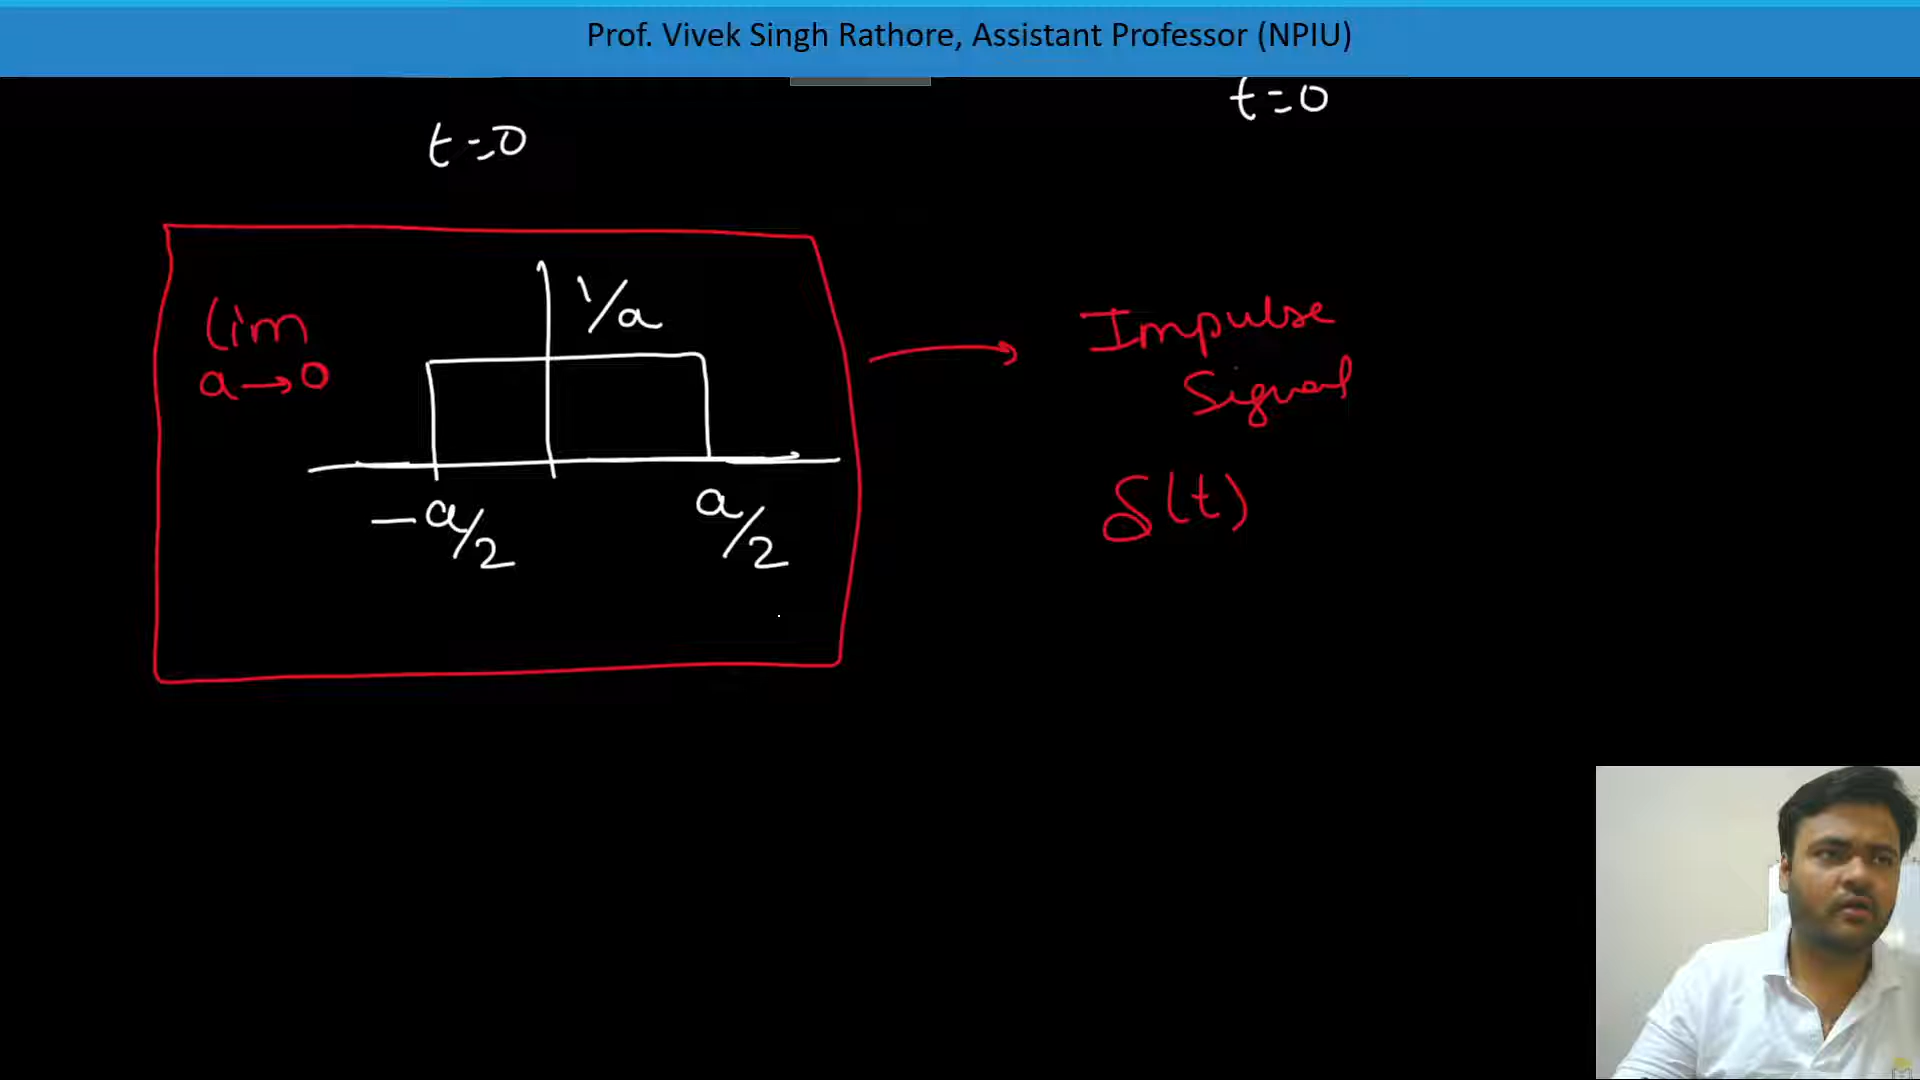 Prof. Vivek Singh Rathore, Assistant Professor (NPIU)
t=0
t=0
lim
a→0
1/a
-a/2
a/2
Impulse
Signal
δ(t)